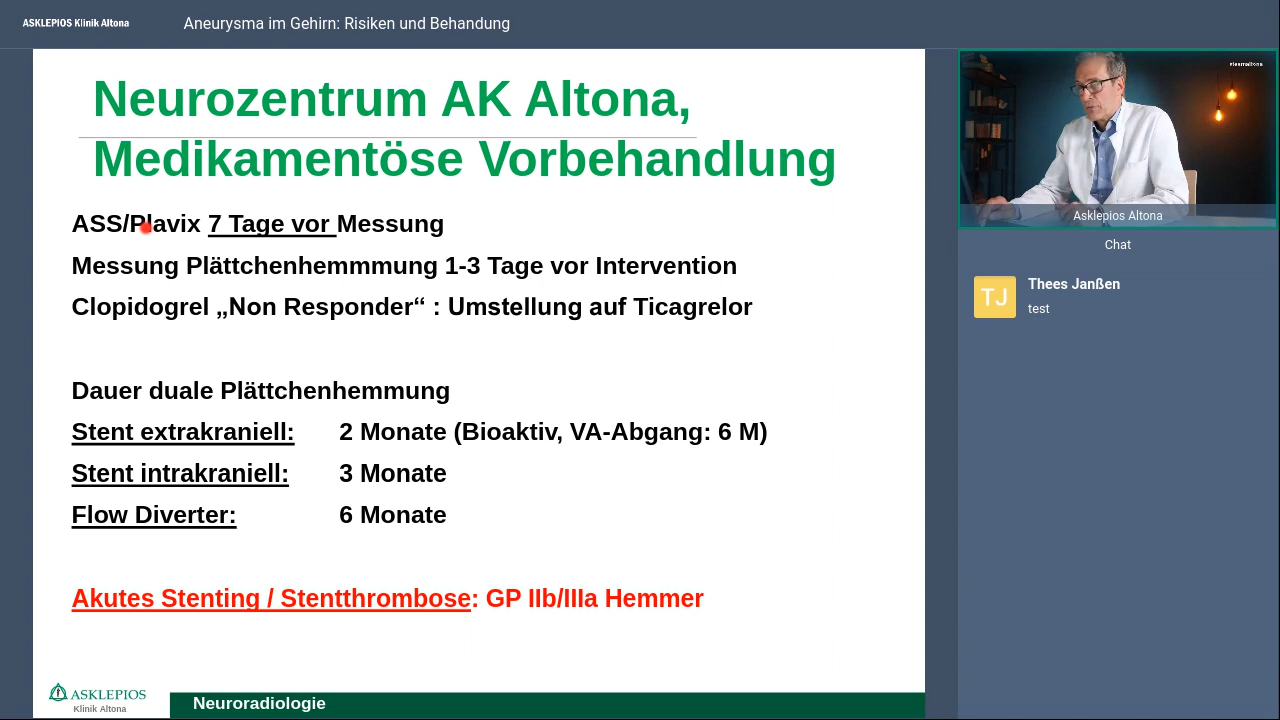 ASKLEPIOS Klinik Altona
Aneurysma im Gehirn: Risiken und Behandung
Neurozentrum AK Altona,
Medikamentöse Vorbehandlung
ASS/Plavix 7 Tage vor Messung
Messung Plättchenhemmmung 1-3 Tage vor Intervention
Clopidogrel „Non Responder“ : Umstellung auf Ticagrelor
Dauer duale Plättchenhemmung
Stent extrakraniell: 2 Monate (Bioaktiv, VA-Abgang: 6 M)
Stent intrakraniell: 3 Monate
Flow Diverter: 6 Monate
Akutes Stenting / Stentthrombose: GP IIb/IIIa Hemmer
ASKLEPIOS
Klinik Altona
Neuroradiologie
#teamaltona
Asklepios Altona
Chat
TJ
Thees Janßen
test